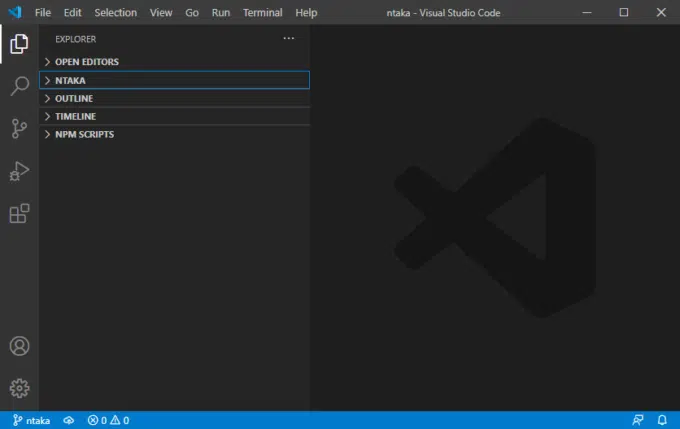 File Edit Selection View Go Run Terminal Help ntaka - Visual Studio Code
EXPLORER
OPEN EDITORS
NTAKA
OUTLINE
TIMELINE
NPM SCRIPTS
ntaka 0 0